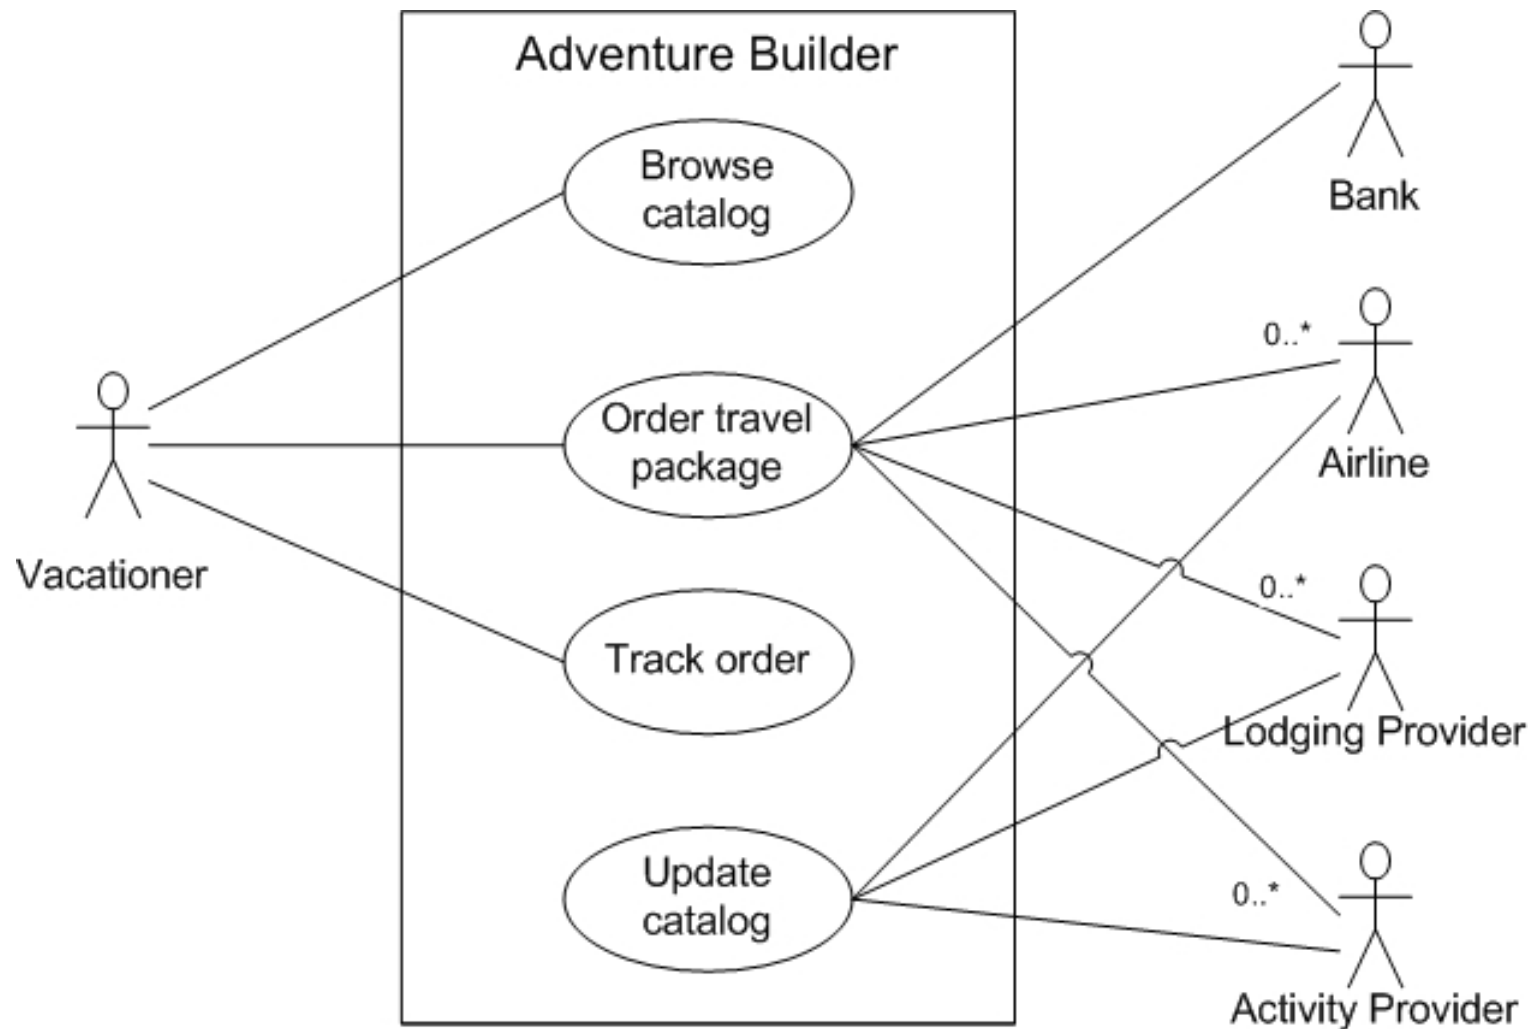 Adventure Builder
Browse
catalog
Bank
0..*
Order travel
package
Airline
Vacationer
0..*
Track order
Lodging Provider
Update
catalog
0..*
Activity Provider